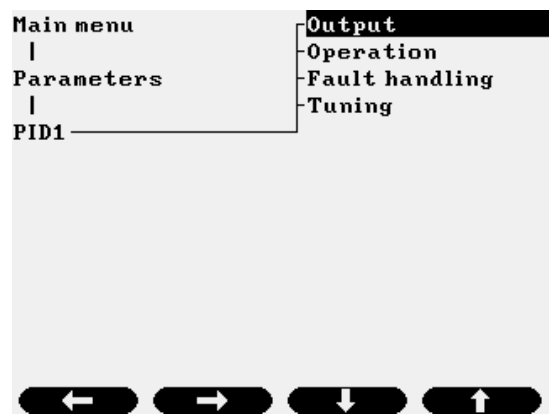 Main menu
Parameters
PID1
Output
Operation
Fault handling
Tuning